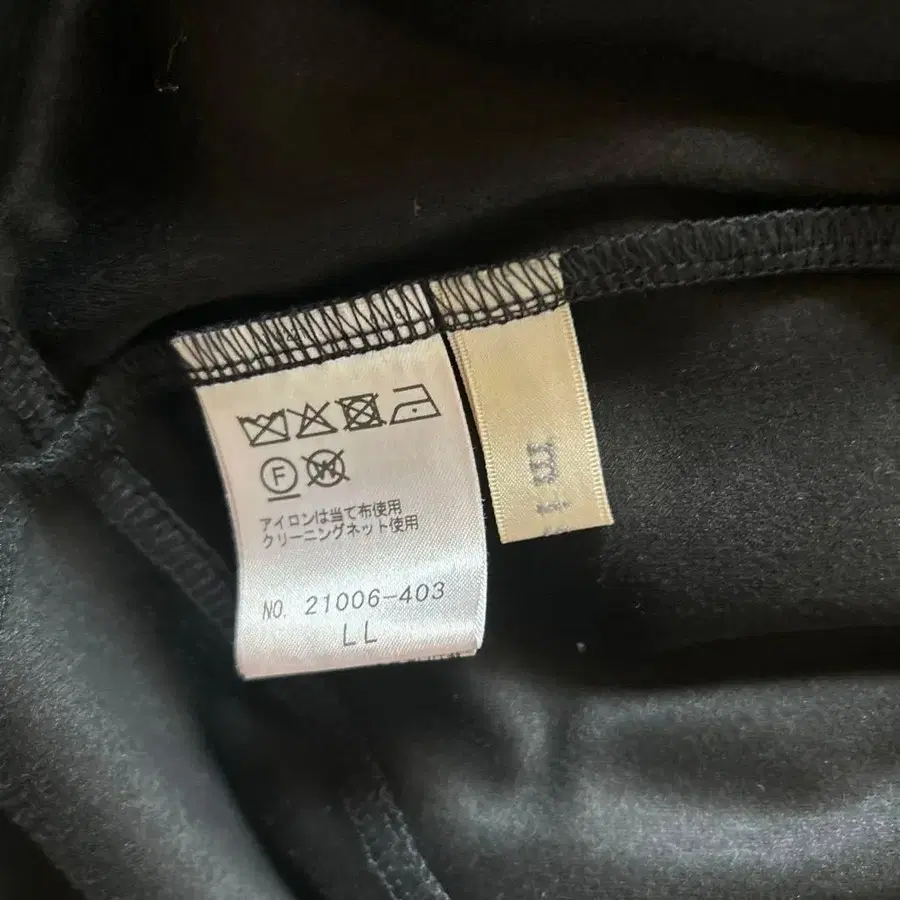 F
W
アイロンは当て布使用
クリーニングネット使用
NO. 21006-403
LL